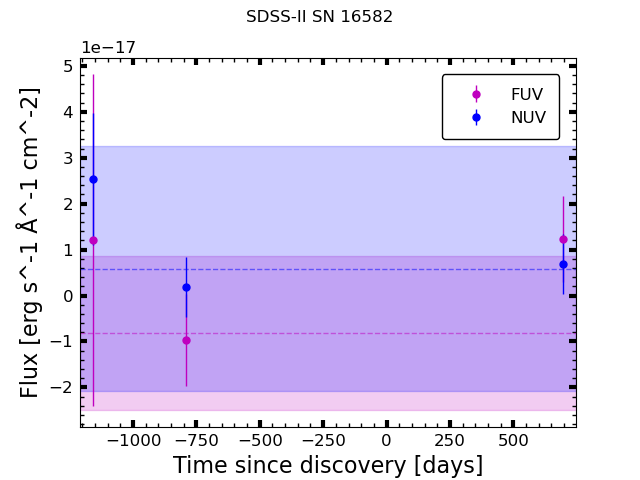 SDSS-II SN 16582
1e−17
5
4
3
2
1
0
−1
−2
FUV
NUV
Flux [erg s^-1 Å^-1 cm^-2]
−1000 −750 −500 −250 0 250 500
Time since discovery [days]